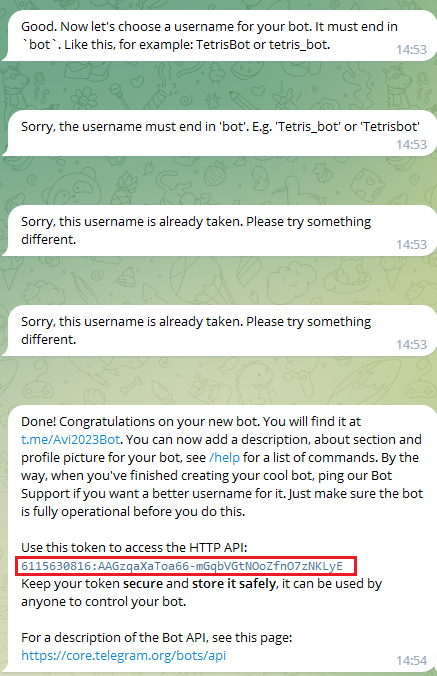 Good. Now let's choose a username for your bot. It must end in
`bot`. Like this, for example: TetrisBot or tetris_bot.
14:53
Sorry, the username must end in 'bot'. E.g. 'Tetris_bot' or 'Tetrisbot'
14:53
Sorry, this username is already taken. Please try something
different.
14:53
Sorry, this username is already taken. Please try something
different.
14:53
Done! Congratulations on your new bot. You will find it at
t.me/Avi2023Bot. You can now add a description, about section and
profile picture for your bot, see /help for a list of commands. By the
way, when you've finished creating your cool bot, ping our Bot
Support if you want a better username for it. Just make sure the bot
is fully operational before you do this.
Use this token to access the HTTP API:
6115630816:AAGzqaXaToa66-mGqbVGtNOoZfnO7zNKLyE
Keep your token secure and store it safely, it can be used by
anyone to control your bot.
For a description of the Bot API, see this page:
https://core.telegram.org/bots/api
14:54